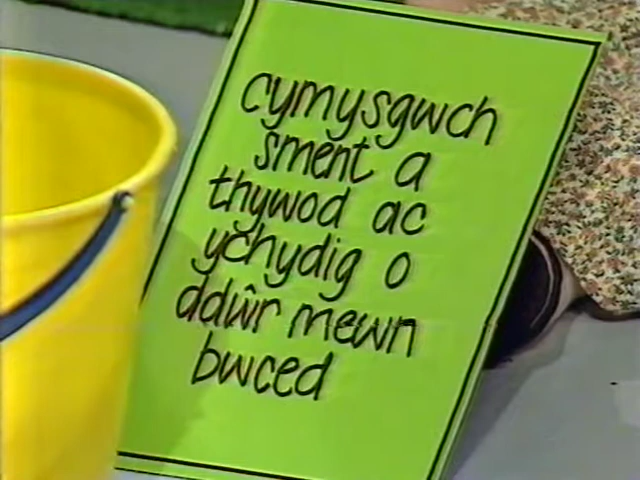 cymysgwch
sment a
thywod ac
ychydig o
ddŵr mewn
bwced